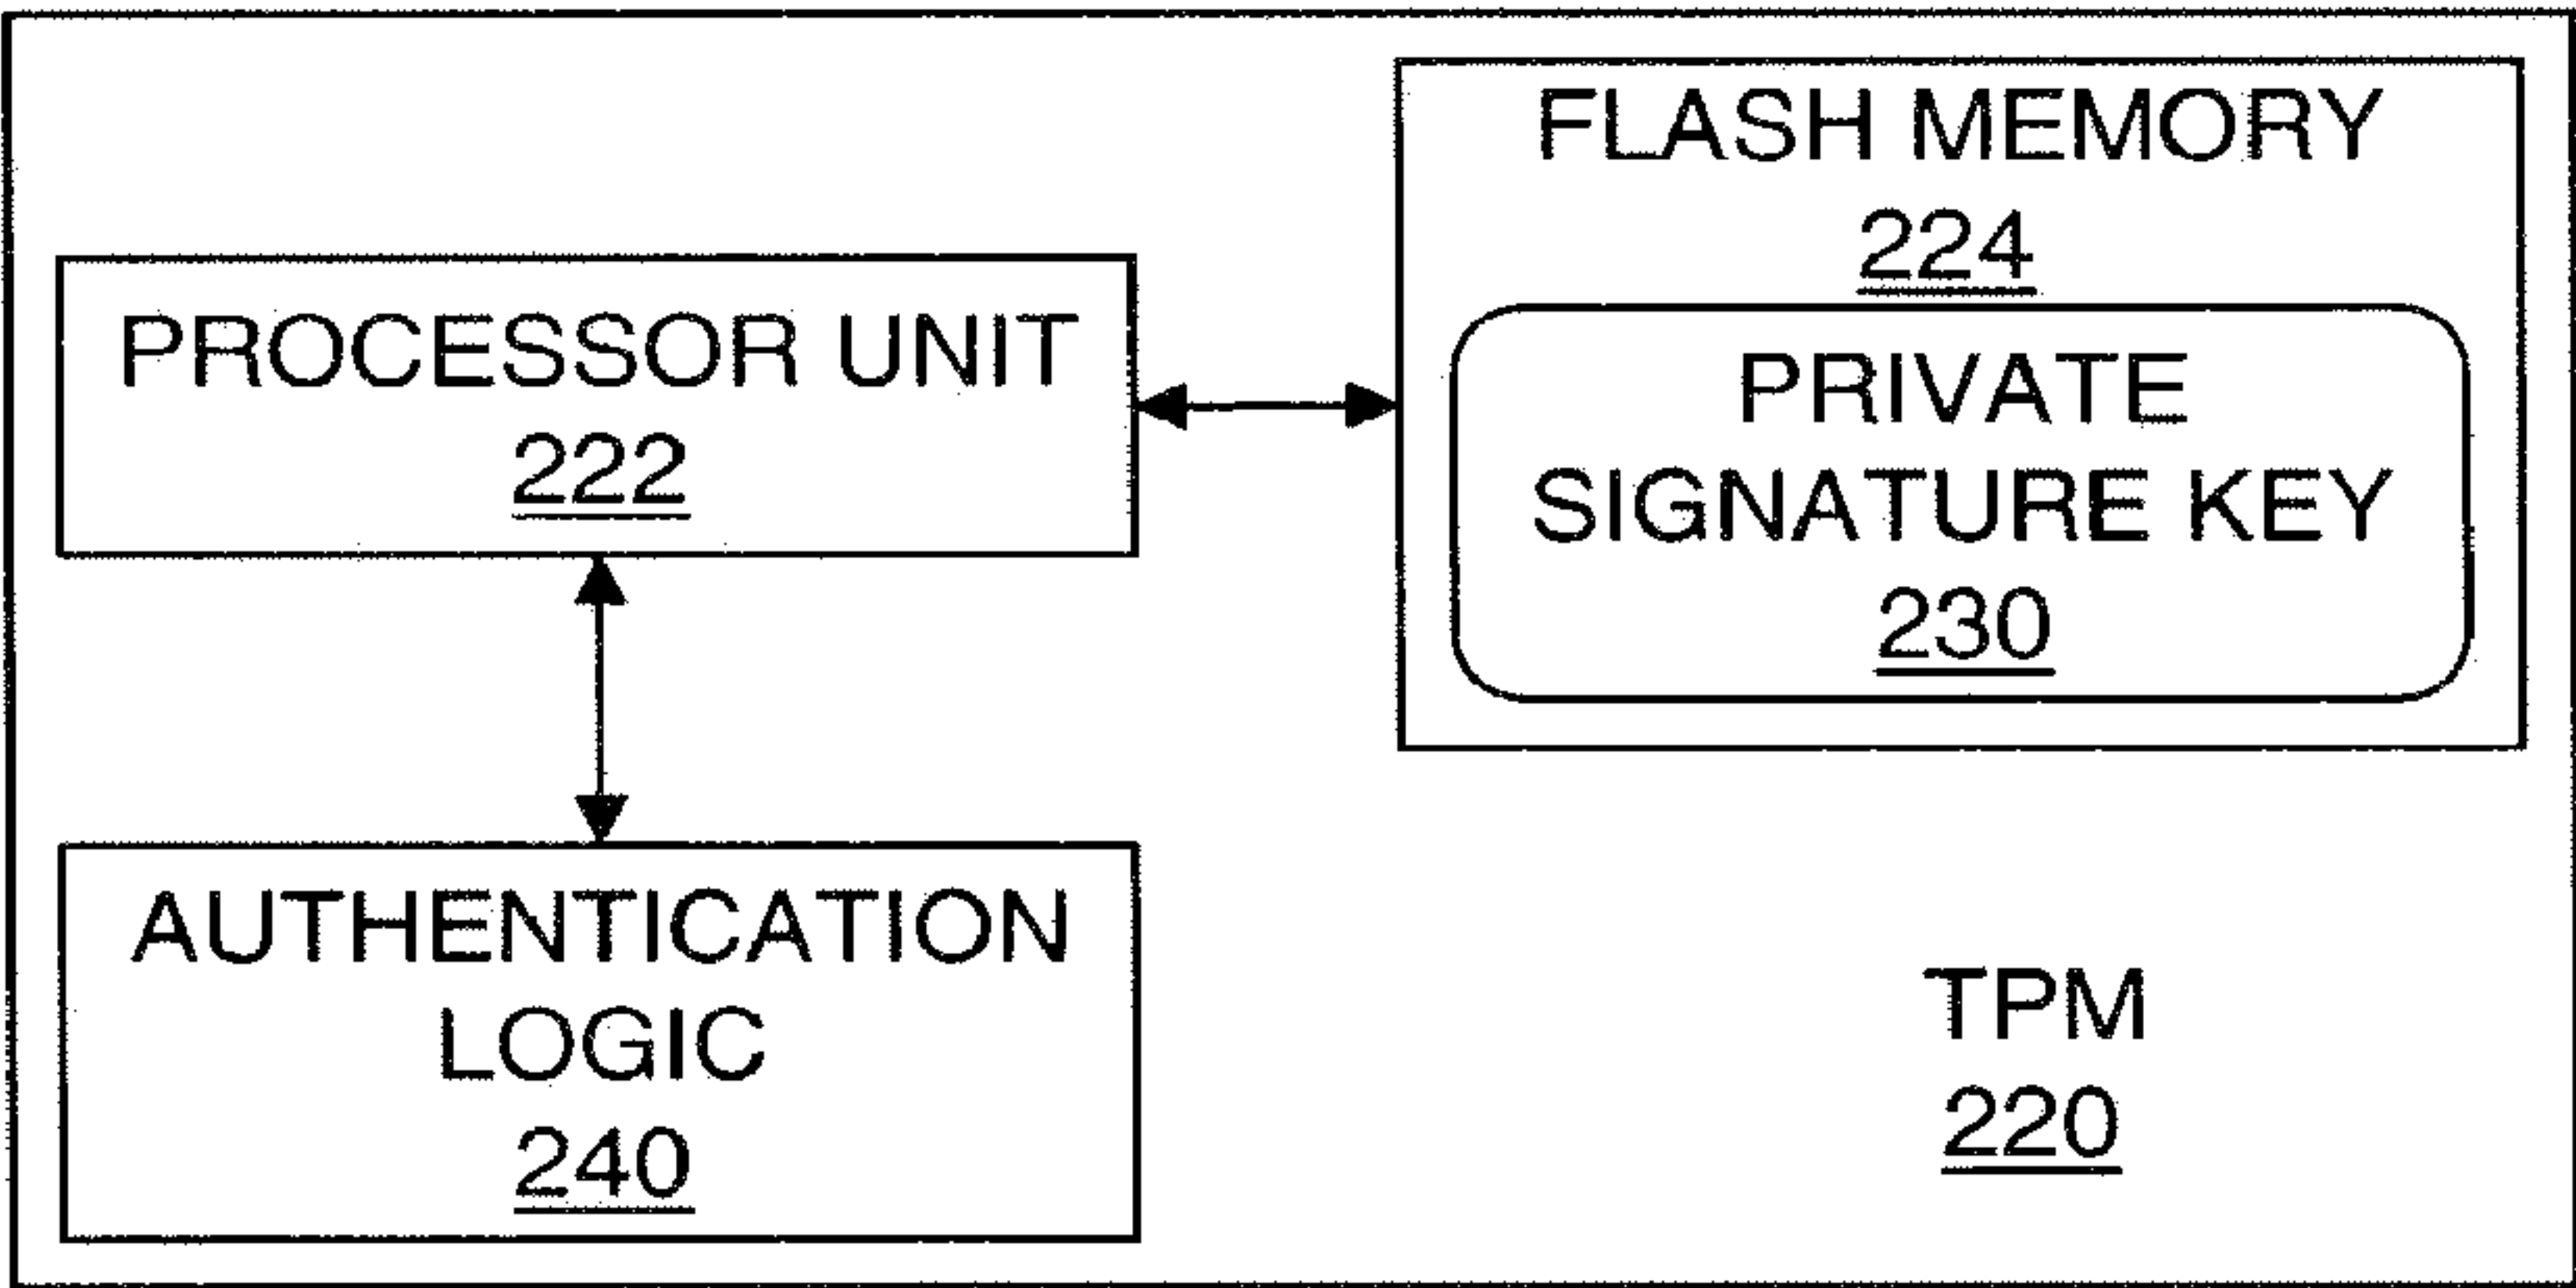 FLASH MEMORY
224
PROCESSOR UNIT
222
PRIVATE
SIGNATURE KEY
230
AUTHENTICATION
LOGIC
240
TPM
220